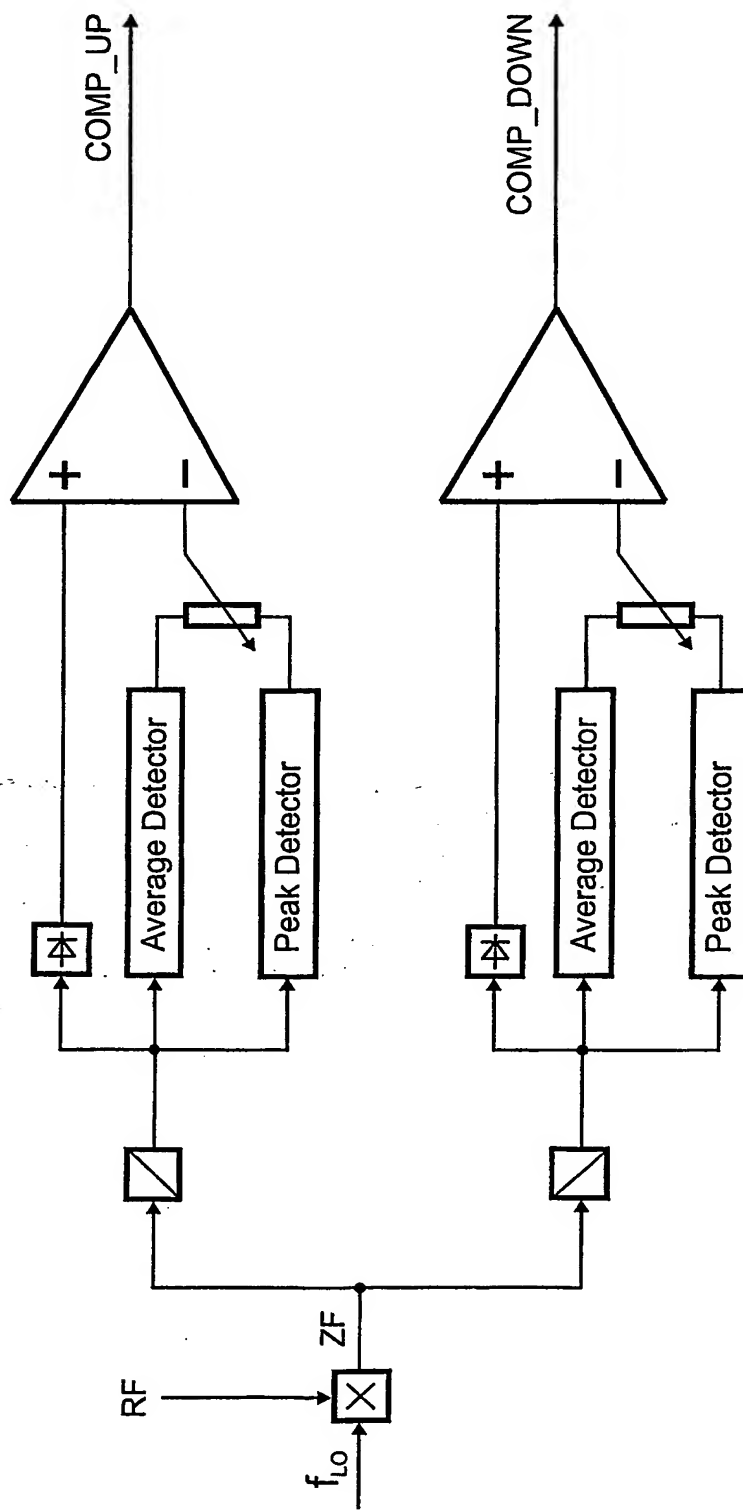 f_LO
RF
ZF
Average Detector
Peak Detector
+
−
COMP_UP
Average Detector
Peak Detector
+
−
COMP_DOWN